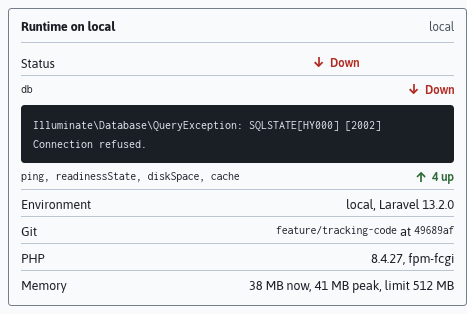 Runtime on local local
Status ↓ Down
db ↓ Down
Illuminate\Database\QueryException: SQLSTATE[HY000] [2002]
Connection refused.
ping, readinessState, diskSpace, cache ↑ 4 up
Environment local, Laravel 13.2.0
Git feature/tracking-code at 49689af
PHP 8.4.27, fpm-fcgi
Memory 38 MB now, 41 MB peak, limit 512 MB